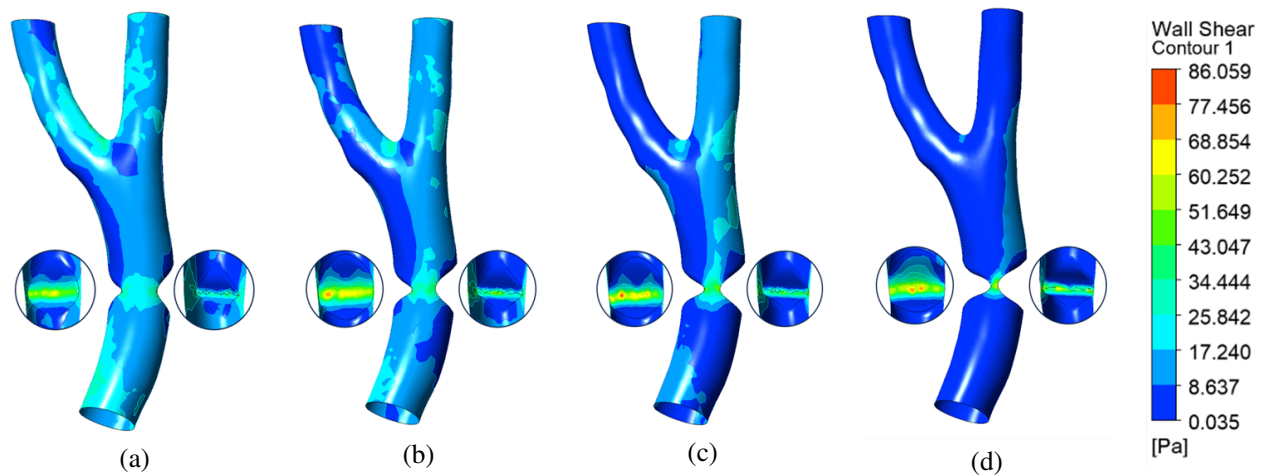 Wall Shear
Contour 1
86.059
77.456
68.854
60.252
51.649
43.047
34.444
25.842
17.240
8.637
0.035
[Pa]
(a)
(b)
(c)
(d)